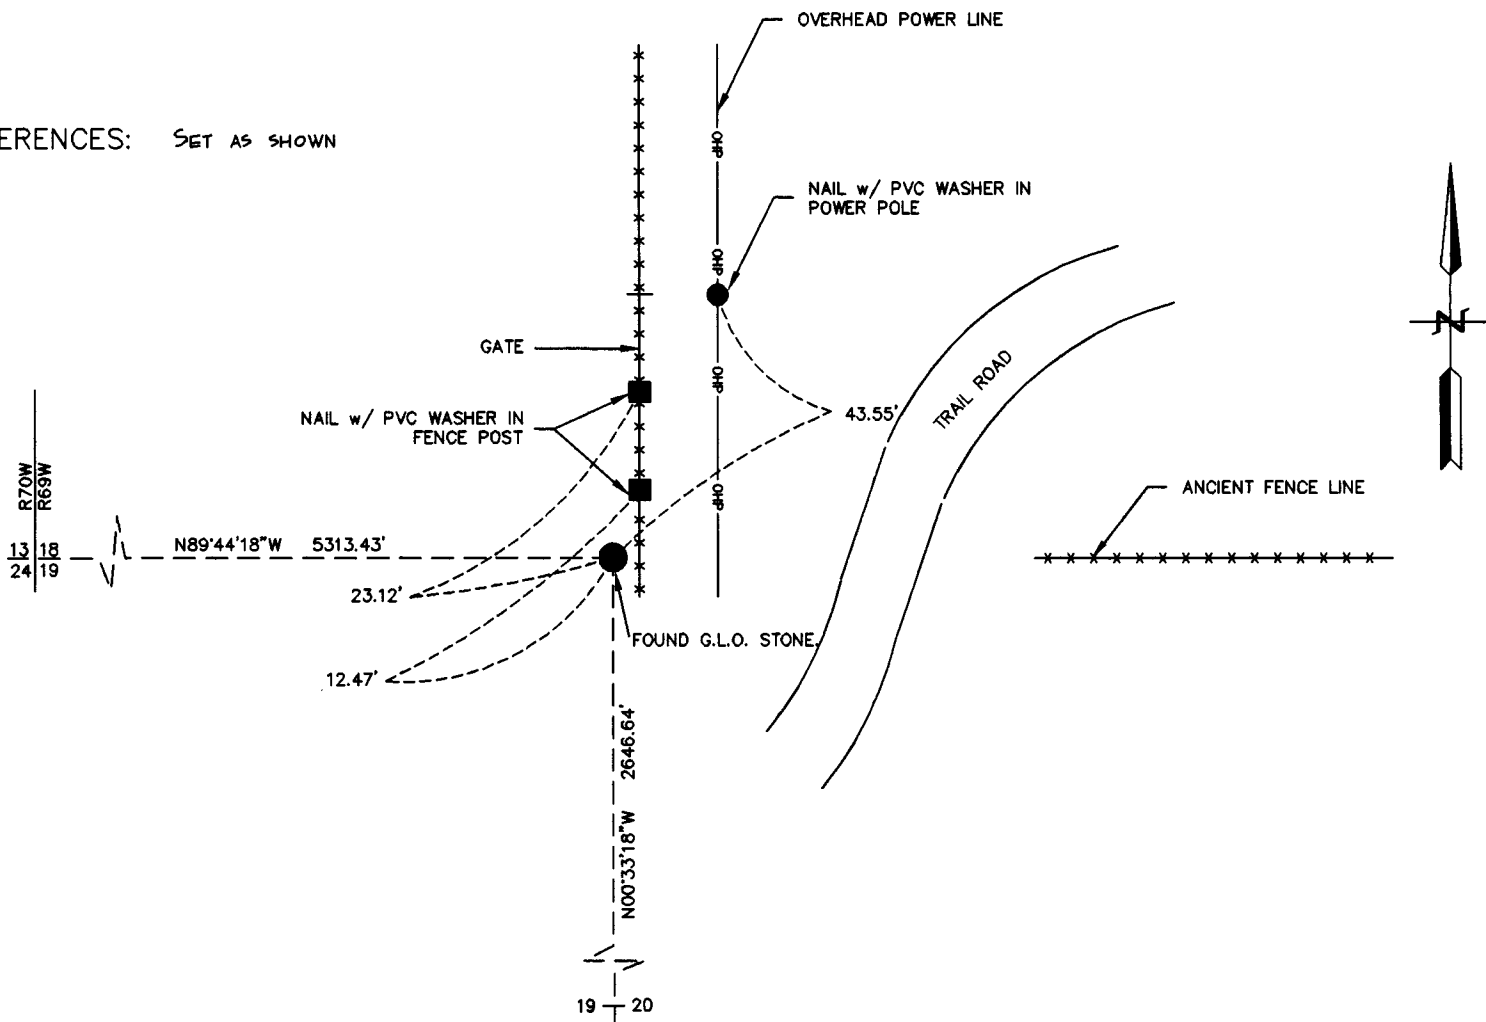 OVERHEAD POWER LINE
ERENCES: SET AS SHOWN
OHP
NAIL w/ PVC WASHER IN
POWER POLE
OHP
N
GATE
OHP
TRAIL ROAD
NAIL w/ PVC WASHER IN
FENCE POST
43.55'
R70W
R69W
OHP
ANCIENT FENCE LINE
13 18
24 19
N89°44'18"W 5313.43'
23.12'
FOUND G.L.O. STONE.
12.47'
N00°33'18"W 2646.64'
19 20